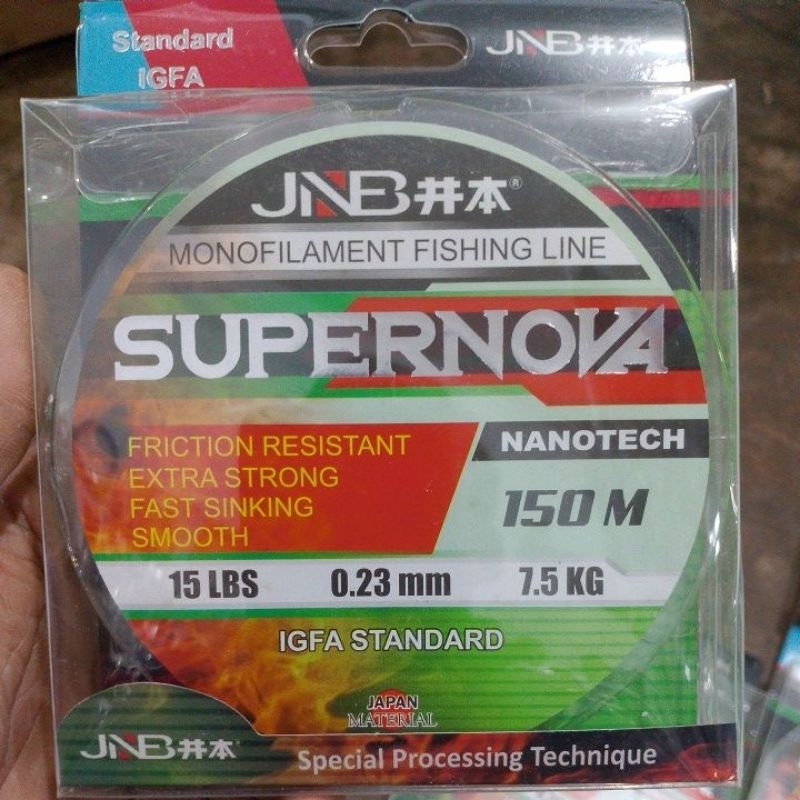 Standard
IGFA
JNB井本
JNB井本®
MONOFILAMENT FISHING LINE
SUPERNOVA
FRICTION RESISTANT
EXTRA STRONG
FAST SINKING
SMOOTH
NANOTECH
150 M
15 LBS 0.23 mm 7.5 KG
IGFA STANDARD
JAPAN
MATERIAL
JNB井本®
Special Processing Technique